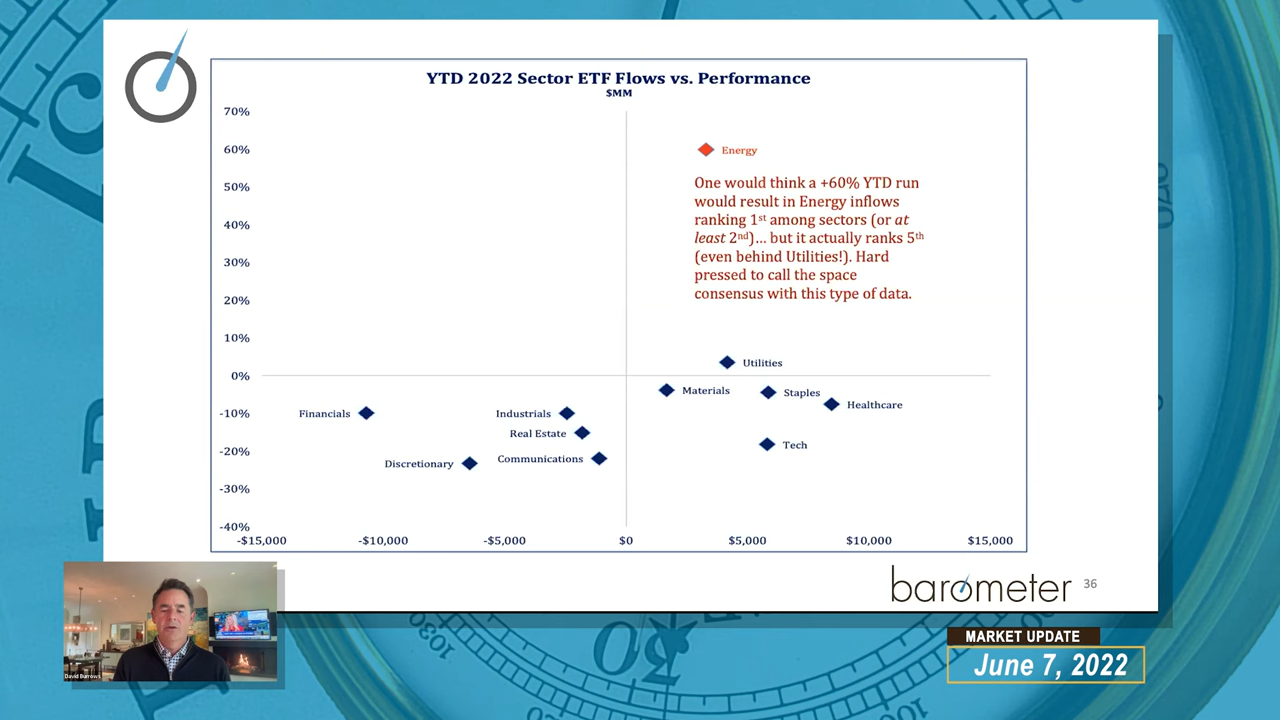 YTD 2022 Sector ETF Flows vs. Performance
$MM
70%
60%
50%
40%
30%
20%
10%
0%
-10%
-20%
-30%
-40%
Energy
One would think a +60% YTD run
would result in Energy inflows
ranking 1st among sectors (or at
least 2nd)... but it actually ranks 5th
(even behind Utilities!). Hard
pressed to call the space
consensus with this type of data.
Utilities
Materials
Staples
Healthcare
Financials
Industrials
Real Estate
Tech
Discretionary
Communications
-$15,000
-$10,000
-$5,000
$0
$5,000
$10,000
$15,000
barometer
36
MARKET UPDATE
June 7, 2022
David Burrows
1030